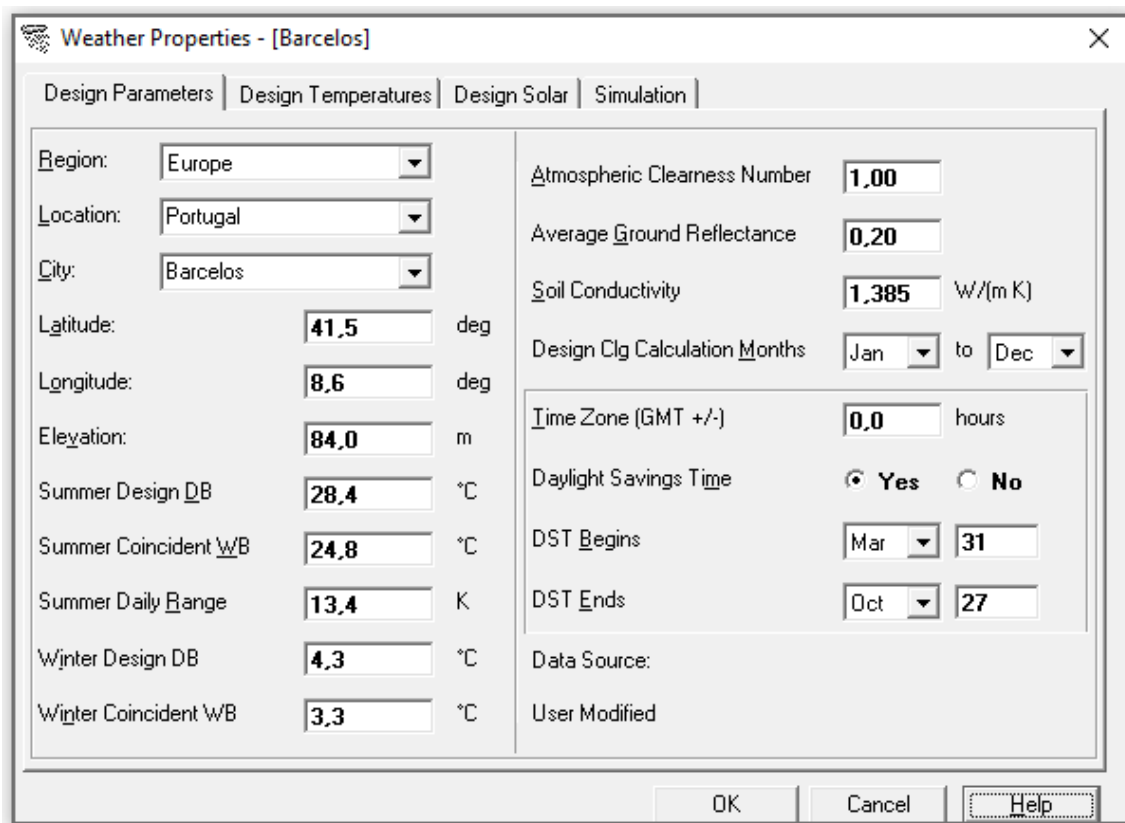 Weather Properties - [Barcelos]
Design Parameters Design Temperatures Design Solar Simulation
Region: Europe
Location: Portugal
City: Barcelos
Latitude: 41,5 deg
Longitude: 8,6 deg
Elevation: 84,0 m
Summer Design DB 28,4 °C
Summer Coincident WB 24,8 °C
Summer Daily Range 13,4 K
Winter Design DB 4,3 °C
Winter Coincident WB 3,3 °C
Atmospheric Clearness Number 1,00
Average Ground Reflectance 0,20
Soil Conductivity 1,385 W/(m K)
Design Clg Calculation Months Jan to Dec
Time Zone (GMT +/-) 0,0 hours
Daylight Savings Time Yes No
DST Begins Mar 31
DST Ends Oct 27
Data Source:
User Modified
OK Cancel Help